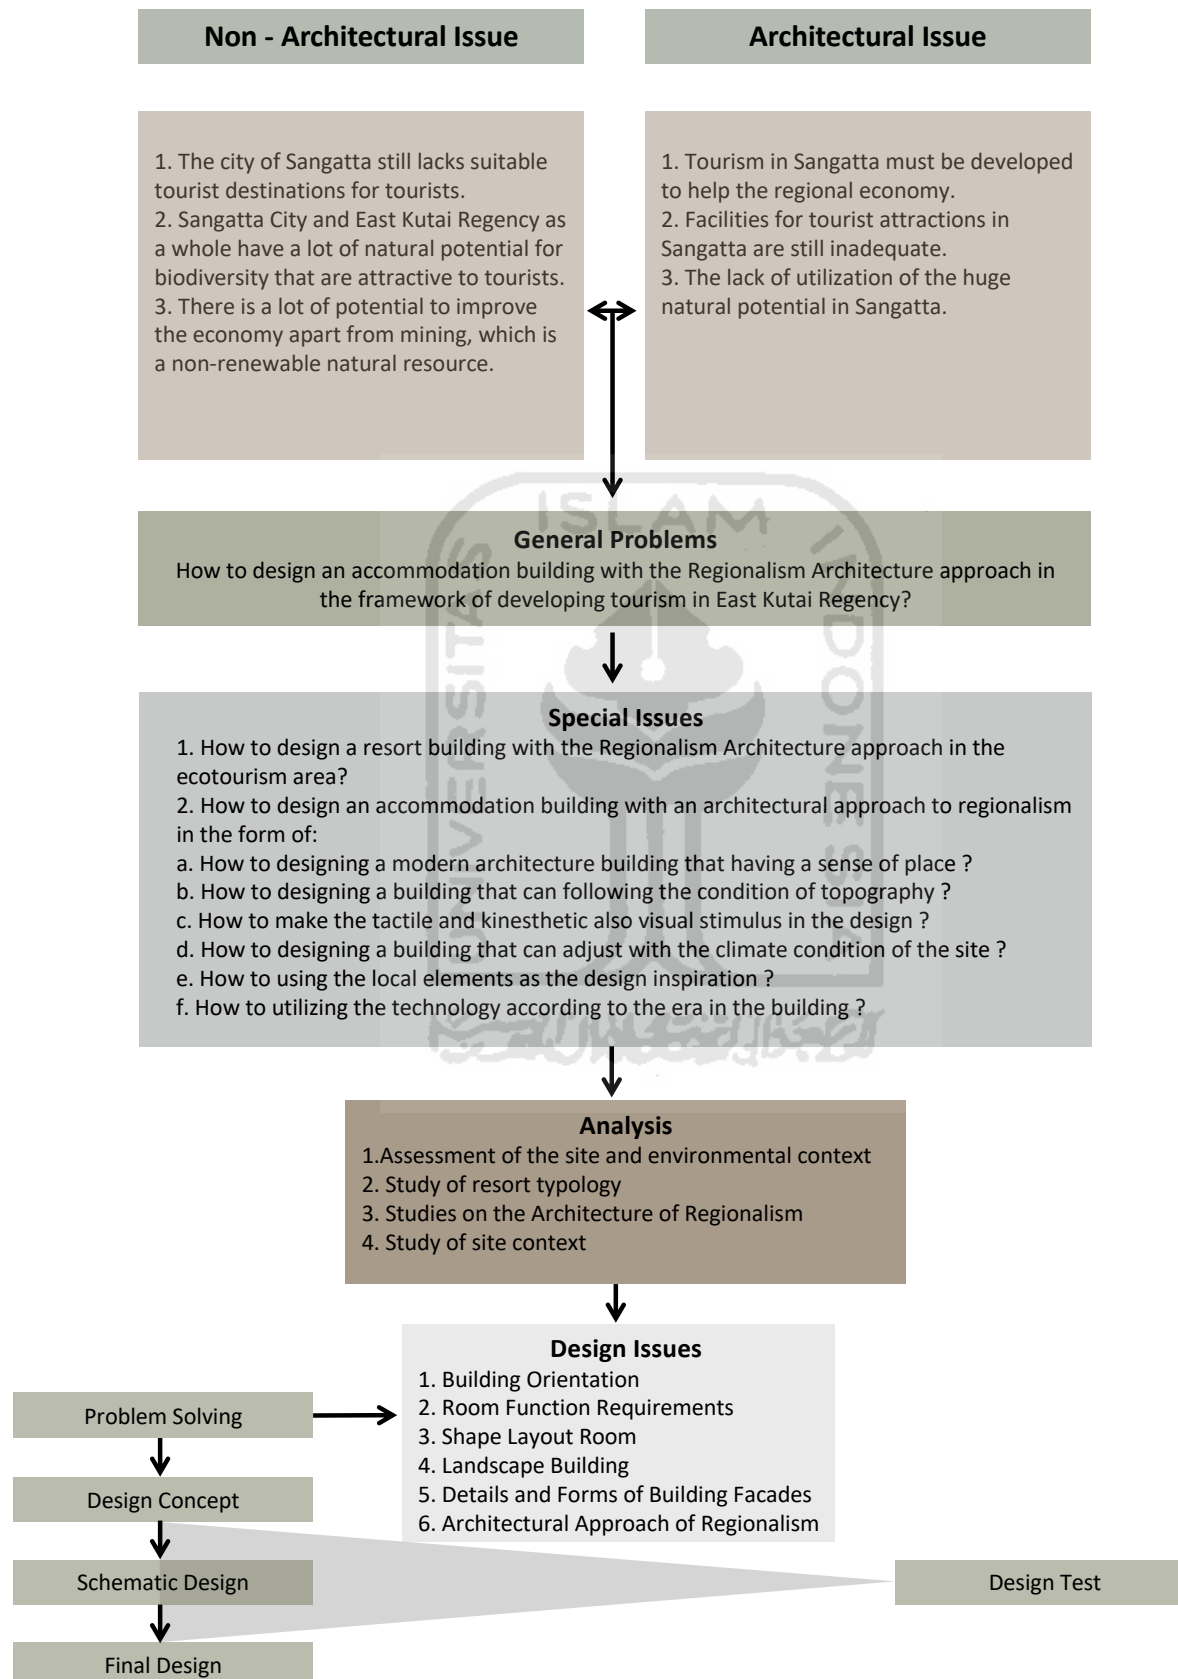 Non - Architectural Issue
Architectural Issue
1. The city of Sangatta still lacks suitable
tourist destinations for tourists.
2. Sangatta City and East Kutai Regency as
a whole have a lot of natural potential for
biodiversity that are attractive to tourists.
3. There is a lot of potential to improve
the economy apart from mining, which is
a non-renewable natural resource.
1. Tourism in Sangatta must be developed
to help the regional economy.
2. Facilities for tourist attractions in
Sangatta are still inadequate.
3. The lack of utilization of the huge
natural potential in Sangatta.
General Problems
How to design an accommodation building with the Regionalism Architecture approach in
the framework of developing tourism in East Kutai Regency?
Special Issues
1. How to design a resort building with the Regionalism Architecture approach in the
ecotourism area?
2. How to design an accommodation building with an architectural approach to regionalism
in the form of:
a. How to designing a modern architecture building that having a sense of place ?
b. How to designing a building that can following the condition of topography ?
c. How to make the tactile and kinesthetic also visual stimulus in the design ?
d. How to designing a building that can adjust with the climate condition of the site ?
e. How to using the local elements as the design inspiration ?
f. How to utilizing the technology according to the era in the building ?
Analysis
1.Assessment of the site and environmental context
2. Study of resort typology
3. Studies on the Architecture of Regionalism
4. Study of site context
Design Issues
1. Building Orientation
2. Room Function Requirements
3. Shape Layout Room
4. Landscape Building
5. Details and Forms of Building Facades
6. Architectural Approach of Regionalism
Problem Solving
Design Concept
Schematic Design
Final Design
Design Test
UNIVERSITAS
ISLAM
INDONESIA